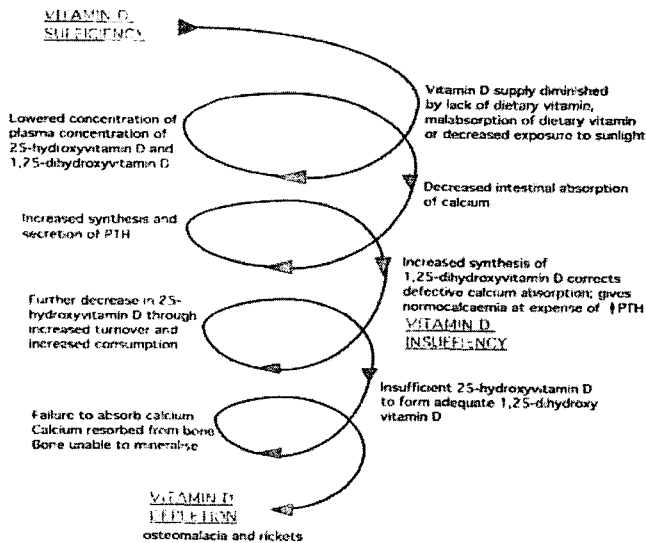 VITAMIN D
SUFFICIENCY
Vitamin D supply diminished
by lack of dietary vitamin,
malabsorption of dietary vitamin
or decreased exposure to sunlight
Lowered concentration of
plasma concentration of
25-hydroxyvitamin D and
1,25-dihydroxyvitamin D
Decreased intestinal absorption
of calcium
Increased synthesis and
secretion of PTH
Increased synthesis of
1,25-dihydroxyvitamin D corrects
defective calcium absorption; gives
normocalcaemia at expense of ↑PTH
VITAMIN D
INSUFFIENCY
Further decrease in 25-
hydroxyvitamin D through
increased turnover and
increased consumption
Insufficient 25-hydroxyvitamin D
to form adequate 1,25-dihydroxy
vitamin D
Failure to absorb calcium
Calcium resorbed from bone
Bone unable to mineralise
VITAMIN D
DEPLETION
osteomalacia and rickets